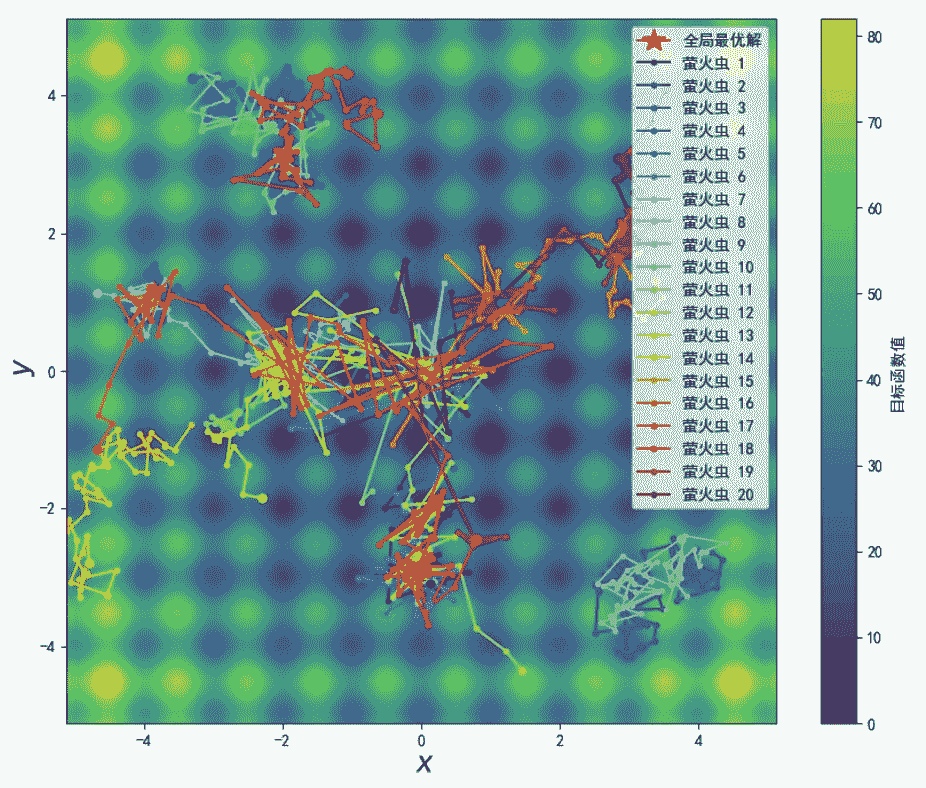 全局最优解
萤火虫 1
萤火虫 2
萤火虫 3
萤火虫 4
萤火虫 5
萤火虫 6
萤火虫 7
萤火虫 8
萤火虫 9
萤火虫 10
萤火虫 11
萤火虫 12
萤火虫 13
萤火虫 14
萤火虫 15
萤火虫 16
萤火虫 17
萤火虫 18
萤火虫 19
萤火虫 20
4
2
0
−2
−4
y
−4 −2 0 2 4
x
80
70
60
50
40
30
20
10
0
目标函数值